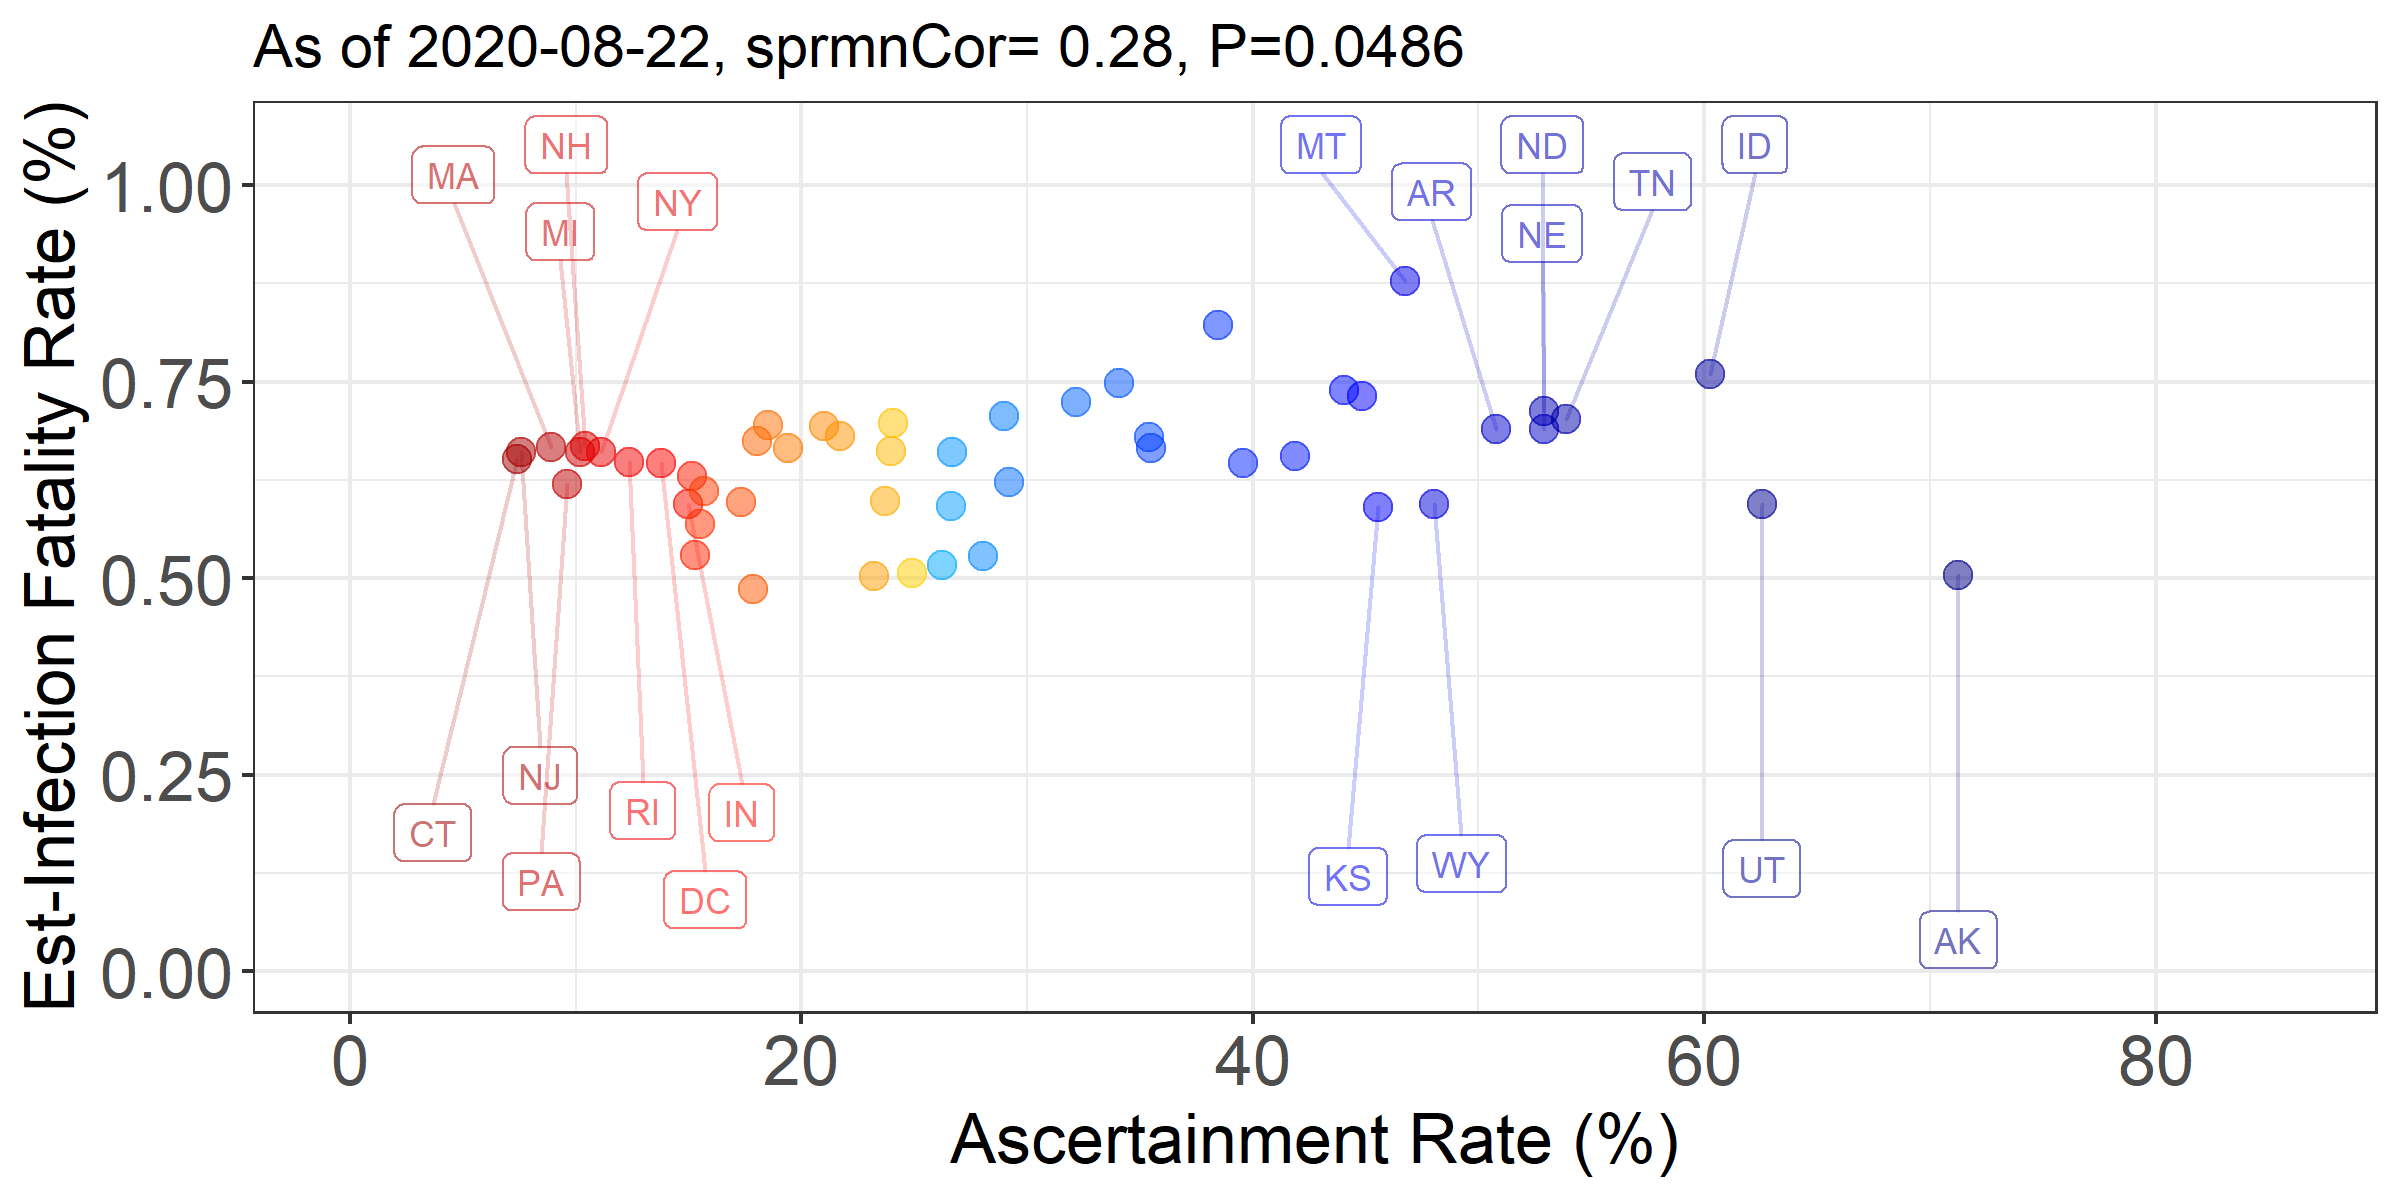 As of 2020-08-22, sprmnCor= 0.28, P=0.0486
Est-Infection Fatality Rate (%)
1.00
0.75
0.50
0.25
0.00
NH
MA
NY
MI
MT
ND
ID
TN
AR
NE
NJ
RI
IN
CT
PA
DC
KS
WY
UT
AK
0
20
40
60
80
Ascertainment Rate (%)